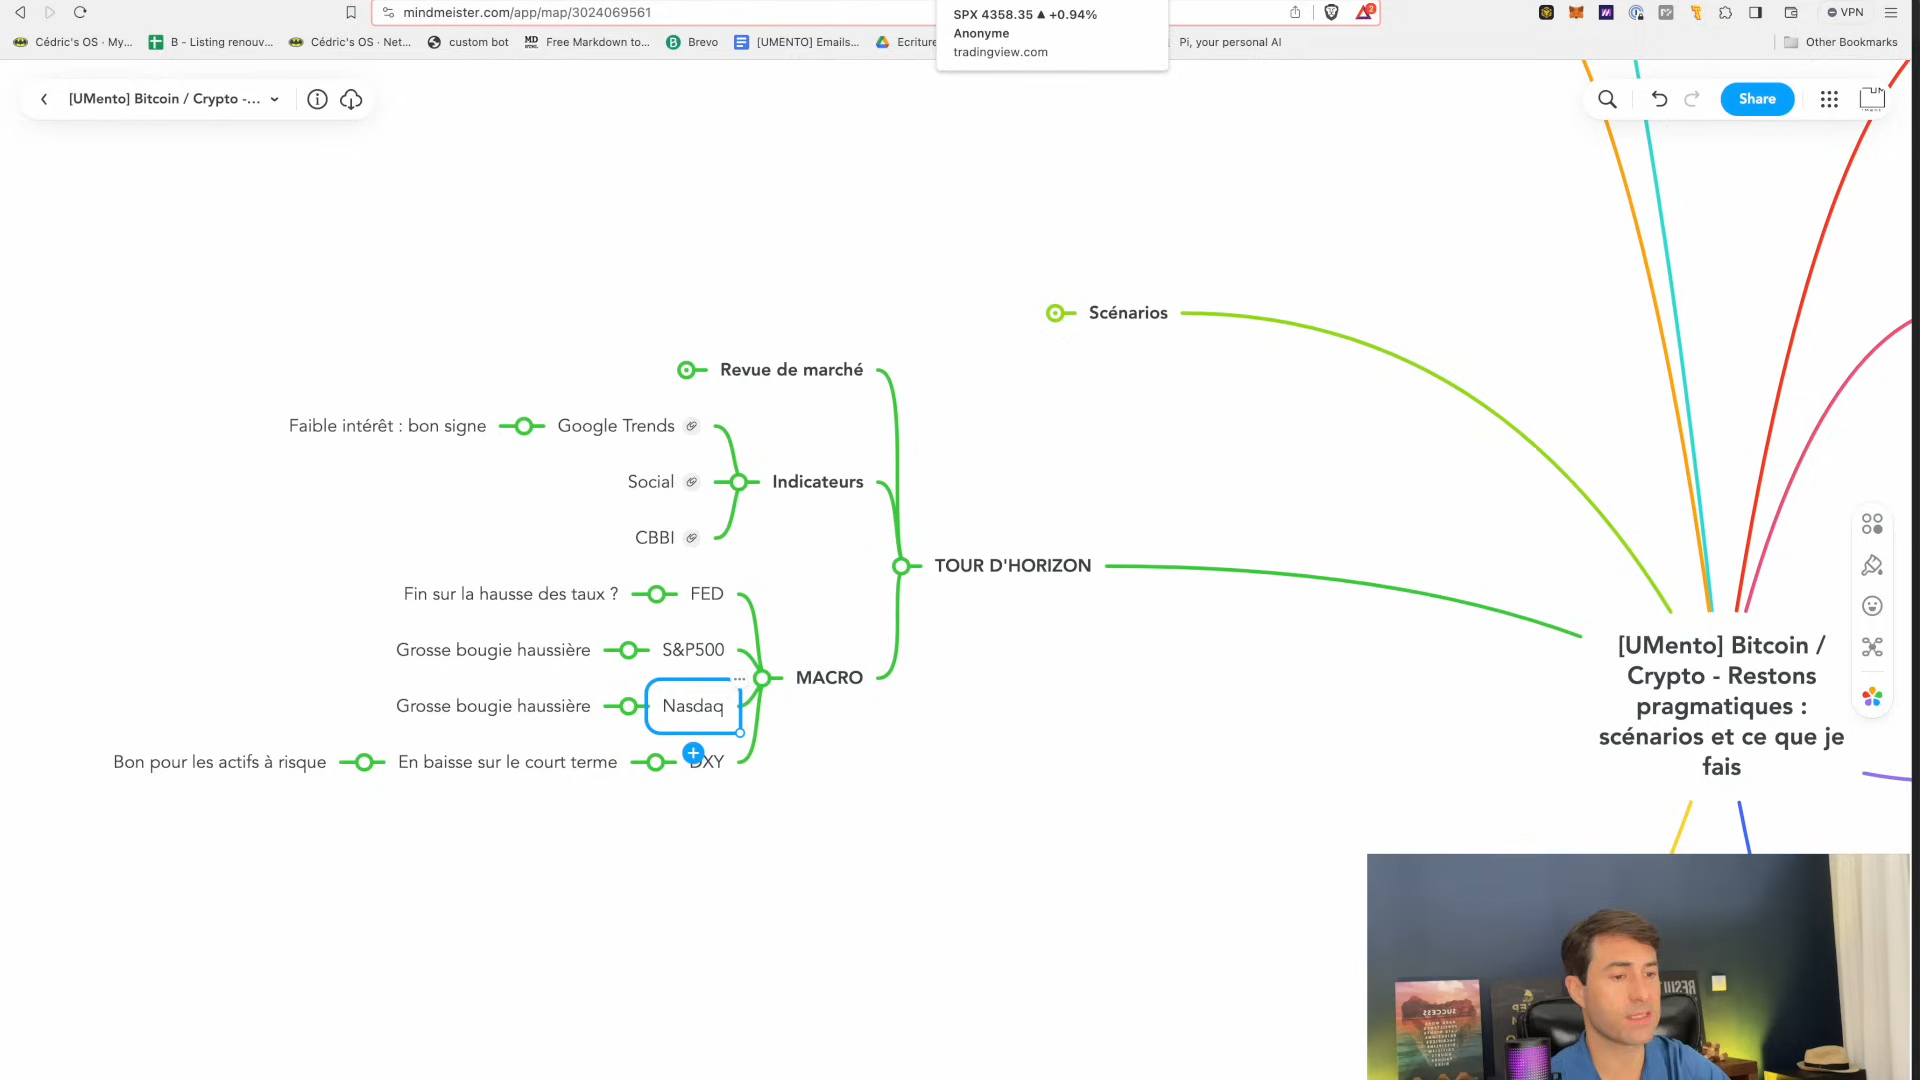 mindmeister.com/app/map/3024069561
SPX 4358.35 ▲ +0.94%
Anonyme
tradingview.com
2
VPN
Cédric's OS · My...
B - Listing renouv...
Cédric's OS · Net...
custom bot
Free Markdown to...
Brevo
[UMENTO] Emails...
Ecriture
Pi, your personal AI
Other Bookmarks
[UMento] Bitcoin / Crypto -...
Share
Scénarios
Revue de marché
Faible intérêt : bon signe
Google Trends
Social
Indicateurs
CBBI
TOUR D'HORIZON
Fin sur la hausse des taux ?
FED
Grosse bougie haussière
S&P500
MACRO
Grosse bougie haussière
Nasdaq
Bon pour les actifs à risque
En baisse sur le court terme
DXY
[UMento] Bitcoin /
Crypto - Restons
pragmatiques :
scénarios et ce que je
fais
SUCCESS